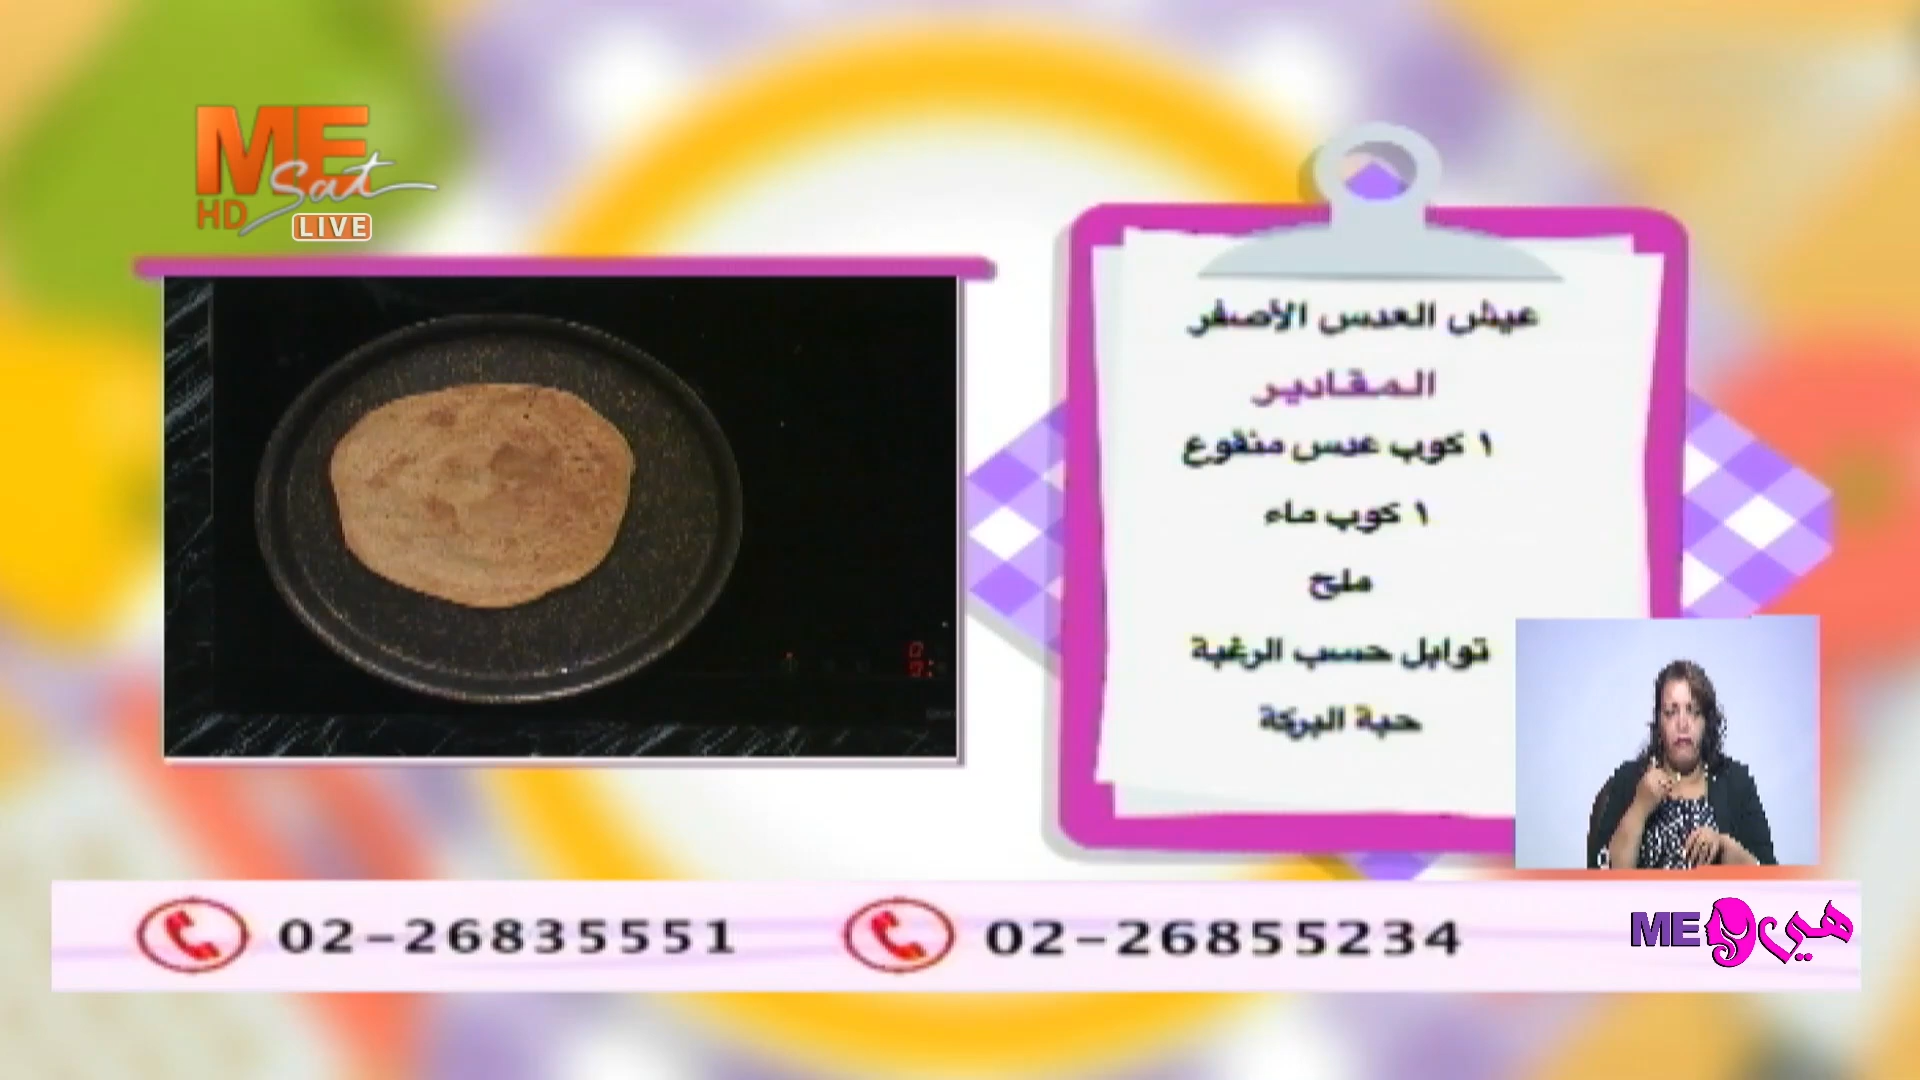 ME
Sat
HD
LIVE
عيش العدس الأصفر
المقادير
١ كوب عدس منقوع
١ كوب ماء
ملح
توابل حسب الرغبة
حبة البركة
02-26835551
02-26855234
ME هي و